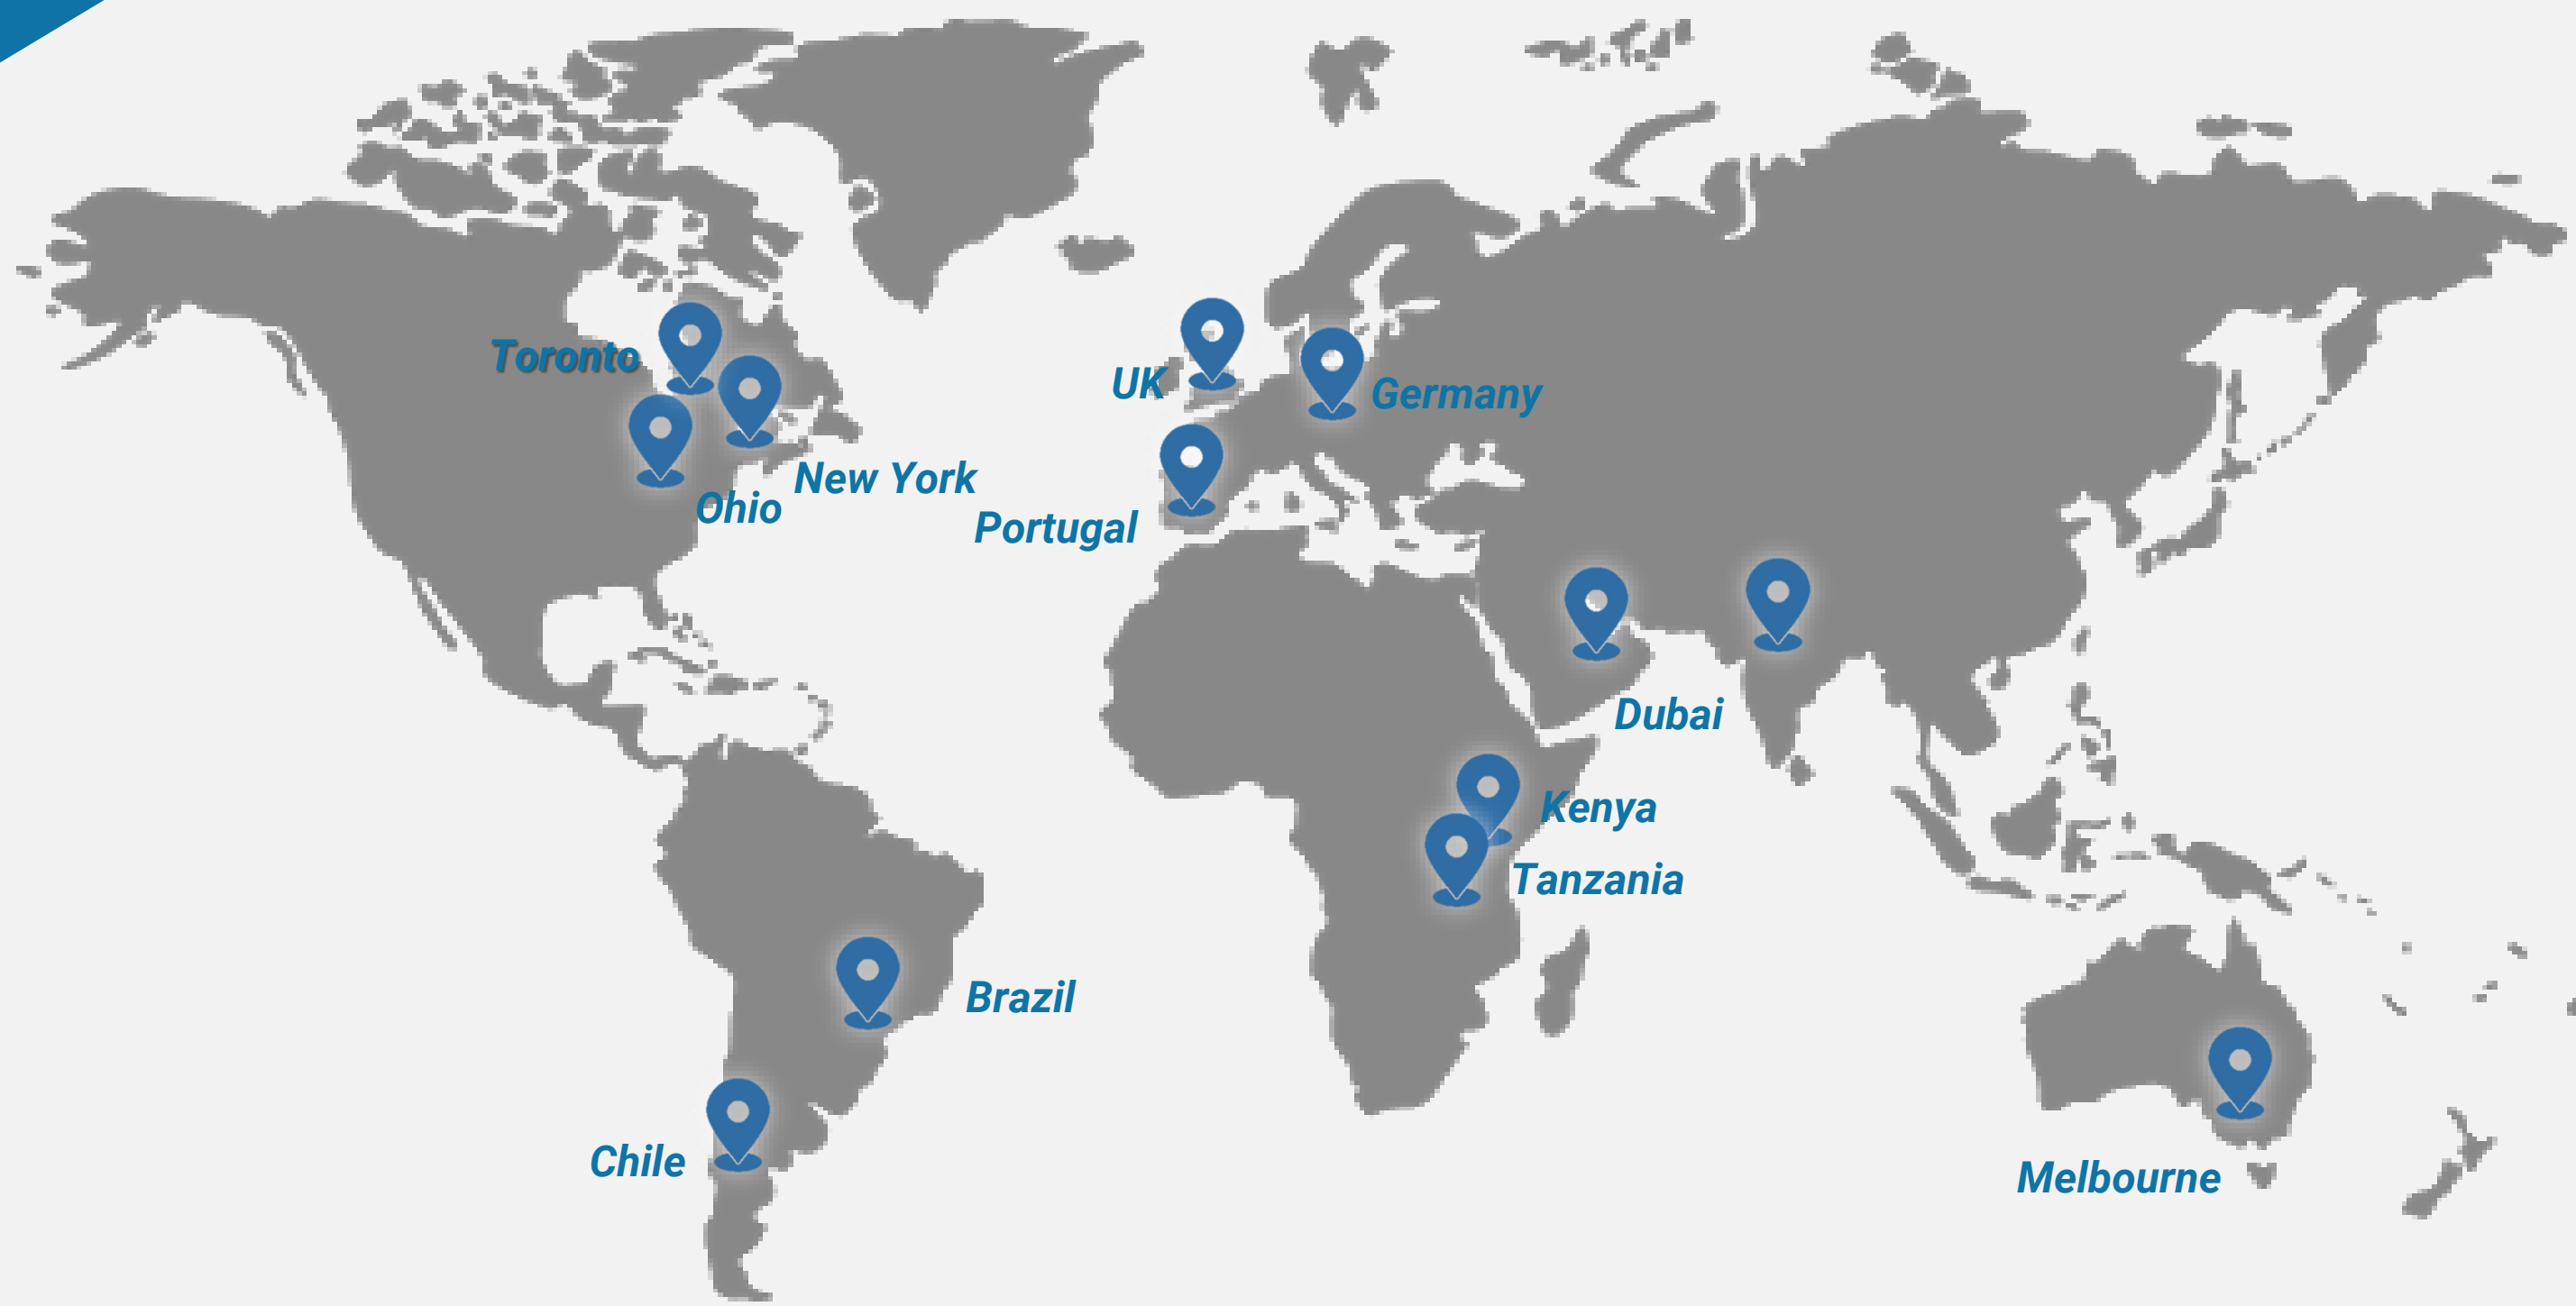 Toronto
UK
Germany
New York
Ohio
Portugal
Dubai
Kenya
Tanzania
Brazil
Chile
Melbourne